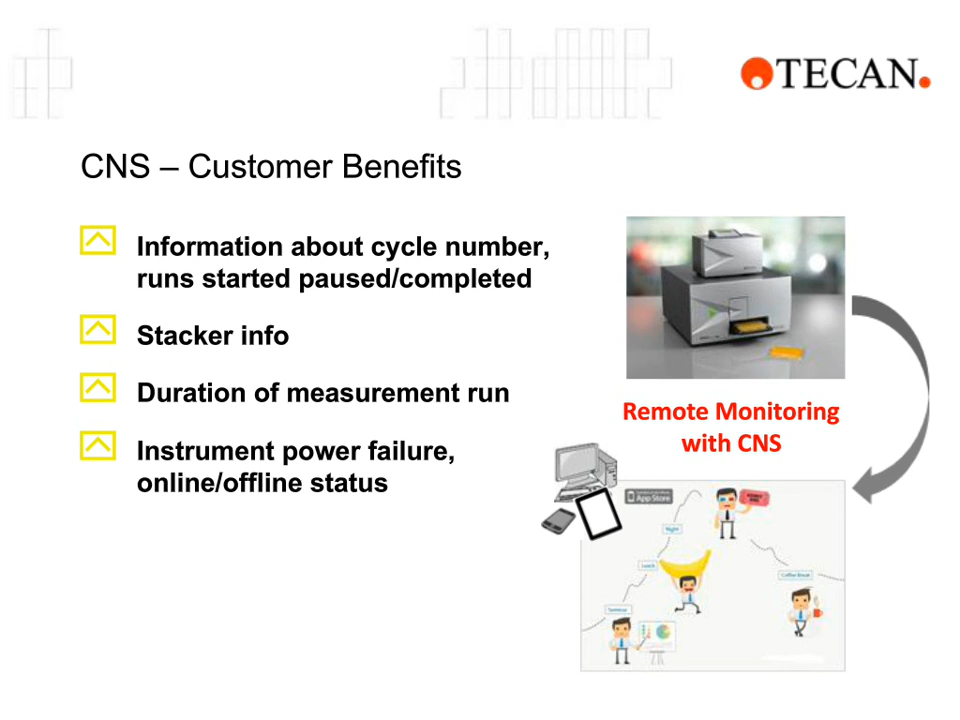 TECAN.
CNS – Customer Benefits
Information about cycle number,
runs started paused/completed
Stacker info
Duration of measurement run
Instrument power failure,
online/offline status
Remote Monitoring
with CNS
App Store
Night
Lunch
Coffee Break
Seminar